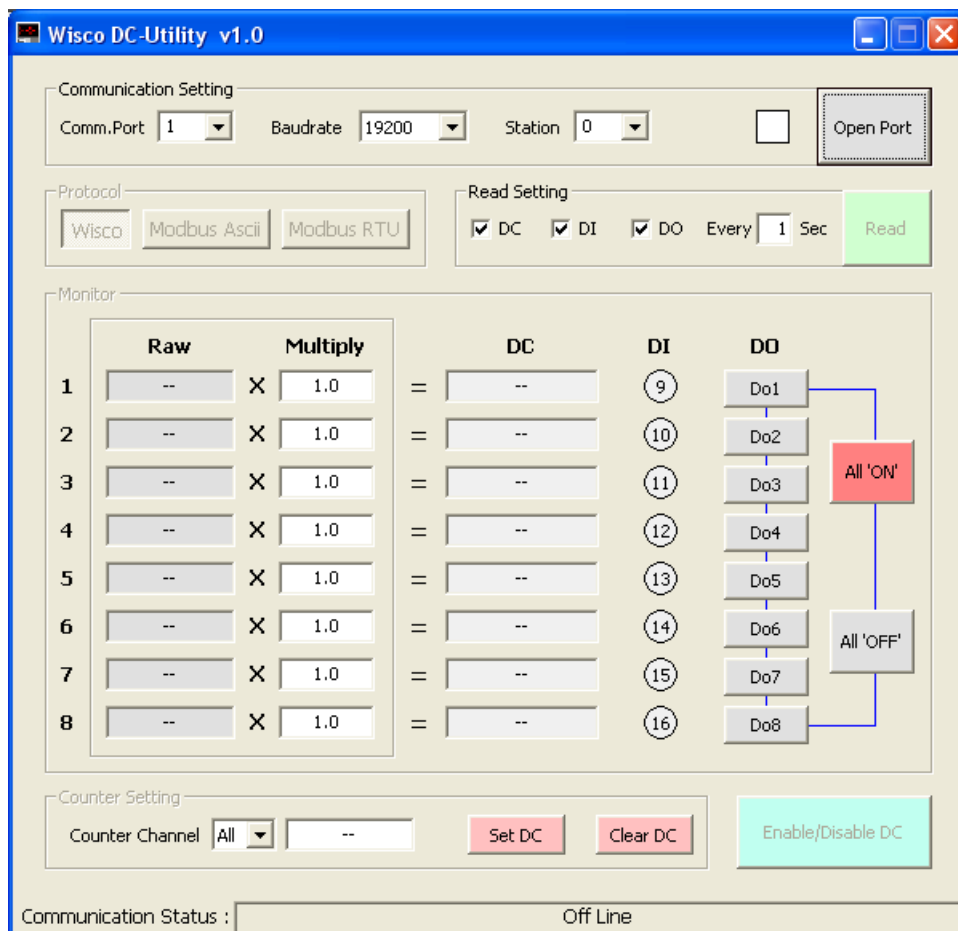 Wisco DC-Utility v1.0
Communication Setting
Comm.Port 1 Baudrate 19200 Station 0 Open Port
Protocol
Wisco Modbus Ascii Modbus RTU
Read Setting
DC DI DO Every 1 Sec Read
Monitor
Raw Multiply DC DI DO
1 -- X 1.0 = -- 9 Do1
2 -- X 1.0 = -- 10 Do2
3 -- X 1.0 = -- 11 Do3
All 'ON'
4 -- X 1.0 = -- 12 Do4
5 -- X 1.0 = -- 13 Do5
6 -- X 1.0 = -- 14 Do6
All 'OFF'
7 -- X 1.0 = -- 15 Do7
8 -- X 1.0 = -- 16 Do8
Counter Setting
Counter Channel All -- Set DC Clear DC Enable/Disable DC
Communication Status : Off Line